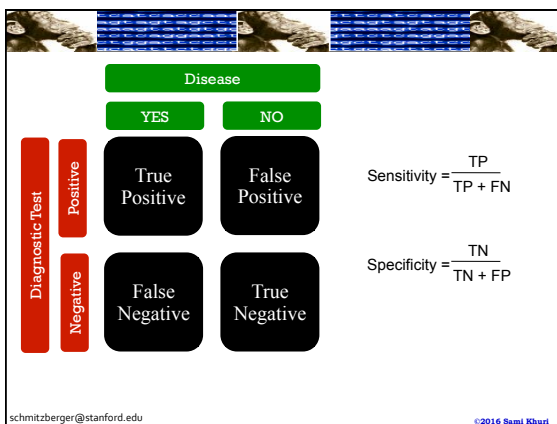 Disease
YES
NO
Diagnostic Test
Positive
True
Positive
False
Positive
Sensitivity = TP
TP + FN
Negative
False
Negative
True
Negative
Specificity = TN
TN + FP
schmitzberger@stanford.edu
©2016 Sami Khuri